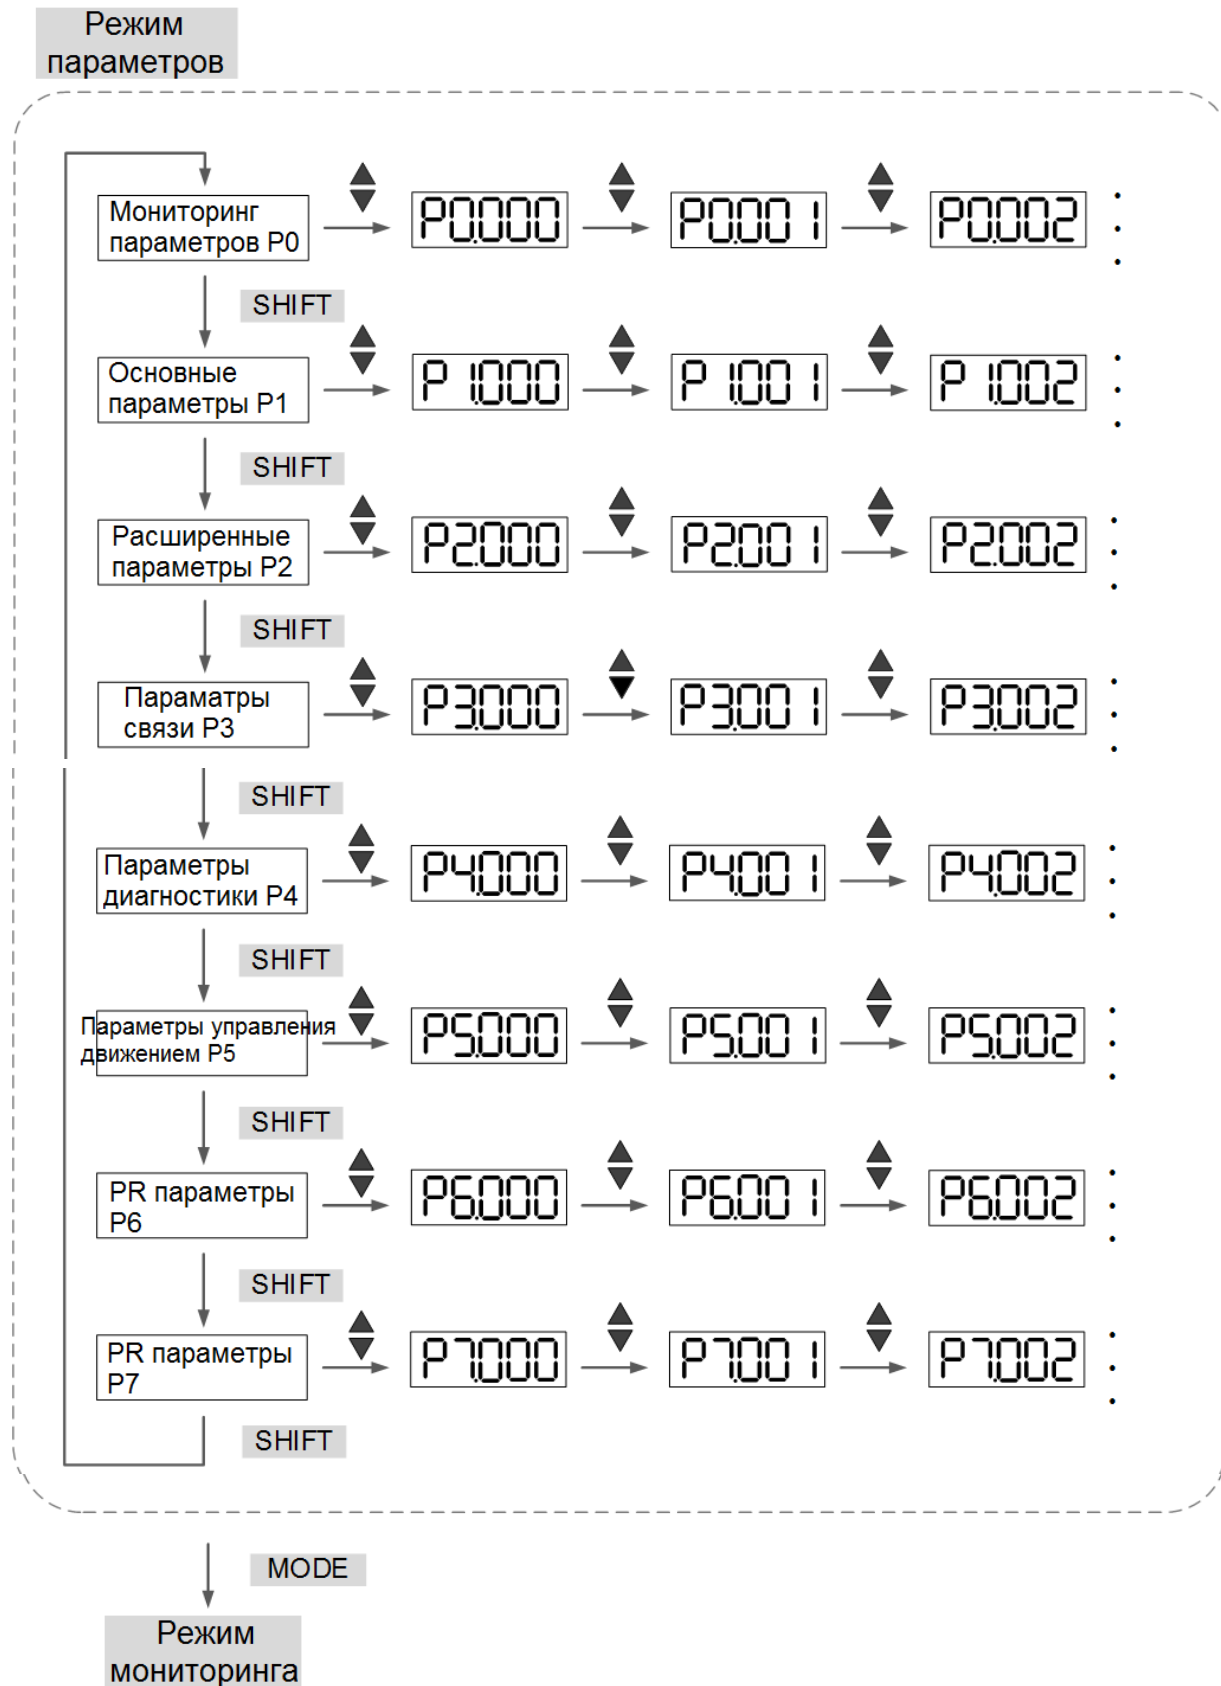 Режим
параметров
Мониторинг
параметров P0
P0.000
P0.001
P0.002
SHIFT
Основные
параметры P1
P1.000
P1.001
P1.002
SHIFT
Расширенные
параметры P2
P2.000
P2.001
P2.002
SHIFT
Параматры
связи P3
P3.000
P3.001
P3.002
SHIFT
Параметры
диагностики P4
P4.000
P4.001
P4.002
SHIFT
Параметры управления
движением P5
P5.000
P5.001
P5.002
SHIFT
PR параметры
P6
P6.000
P6.001
P6.002
SHIFT
PR параметры
P7
P7.000
P7.001
P7.002
SHIFT
MODE
Режим
мониторинга